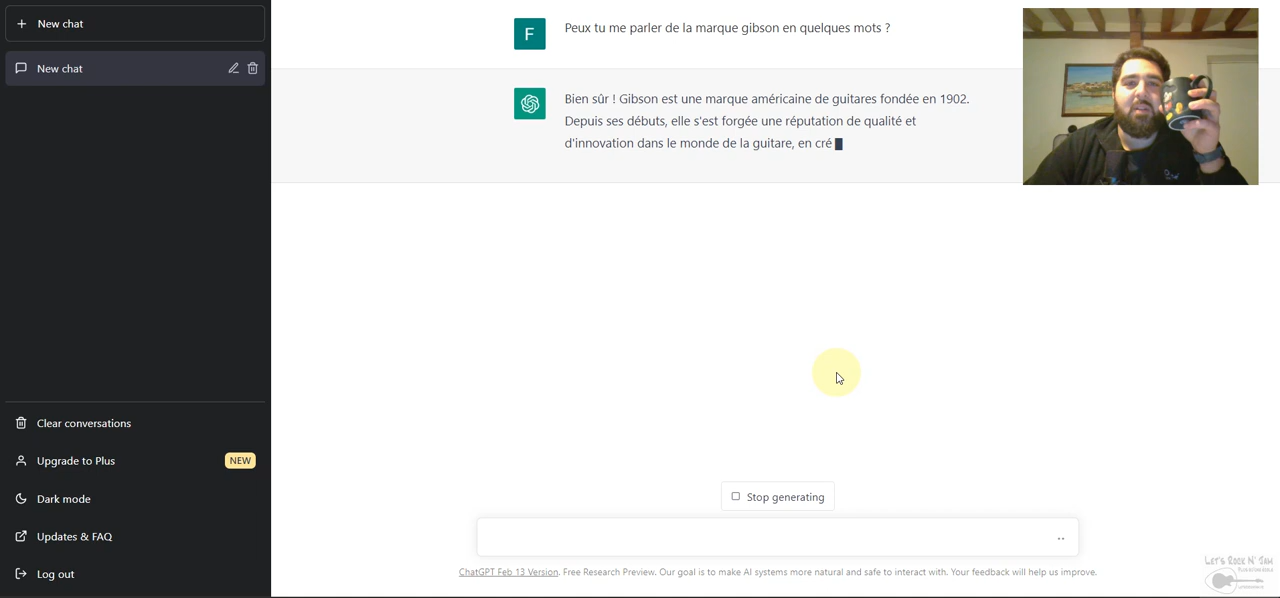 New chat
New chat
Clear conversations
Upgrade to Plus
NEW
Dark mode
Updates & FAQ
Log out
F
Peux tu me parler de la marque gibson en quelques mots ?
Bien sûr ! Gibson est une marque américaine de guitares fondée en 1902.
Depuis ses débuts, elle s'est forgée une réputation de qualité et
d'innovation dans le monde de la guitare, en cré
Stop generating
ChatGPT Feb 13 Version. Free Research Preview. Our goal is to make AI systems more natural and safe to interact with. Your feedback will help us improve.
Let's Rock N' Jam